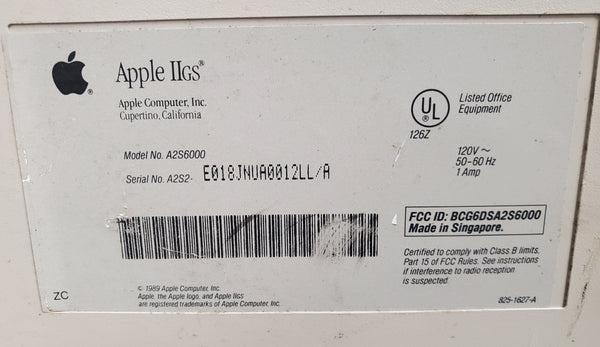 Apple IIGS®
Apple Computer, Inc.
Cupertino, California
Model No. A2S6000
Serial No. A2S2- E018JNUA0012LL/A
© 1989 Apple Computer, Inc.
Apple, the Apple logo, and Apple IIGS
are registered trademarks of Apple Computer, Inc.
ZC
®
UL
®
126Z
Listed Office
Equipment
120V ~
50-60 Hz
1 Amp
FCC ID: BCG6DSA2S6000
Made in Singapore.
Certified to comply with Class B limits,
Part 15 of FCC Rules. See instructions
if interference to radio reception
is suspected.
825-1627-A